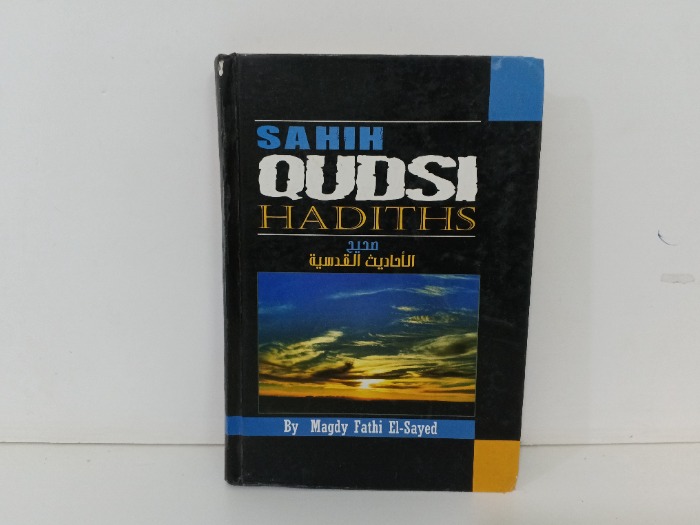 SAHIH
QUDSI
HADITHS
صحيح
الأحاديث القدسية
By Magdy Fathi El-Sayed